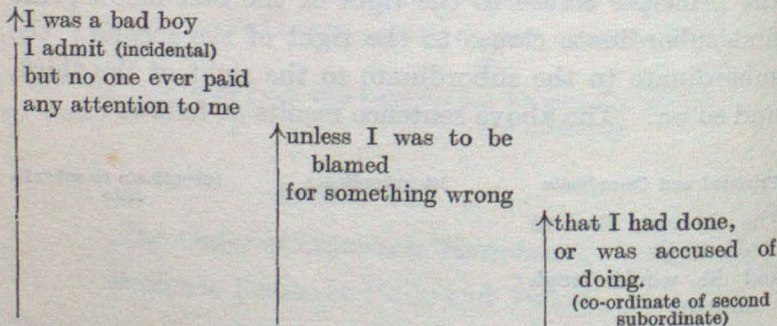 I was a bad boy
I admit (incidental)
but no one ever paid
any attention to me
unless I was to be
blamed
for something wrong
that I had done,
or was accused of
doing.
(co-ordinate of second
subordinate)